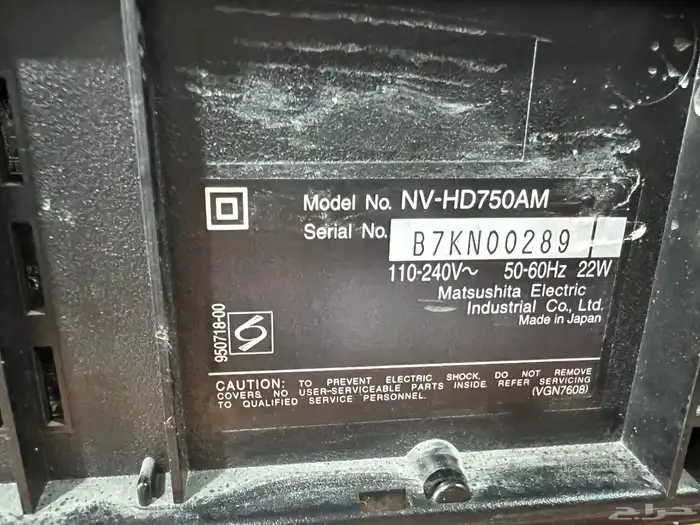 Model No. NV-HD750AM
Serial No. B7KN00289
110-240V~ 50-60Hz 22W
Matsushita Electric
Industrial Co., Ltd.
Made in Japan
950718-00
CAUTION: TO PREVENT ELECTRIC SHOCK, DO NOT REMOVE
COVERS. NO USER-SERVICEABLE PARTS INSIDE. REFER SERVICING
TO QUALIFIED SERVICE PERSONNEL. (VGN7608)
حراج